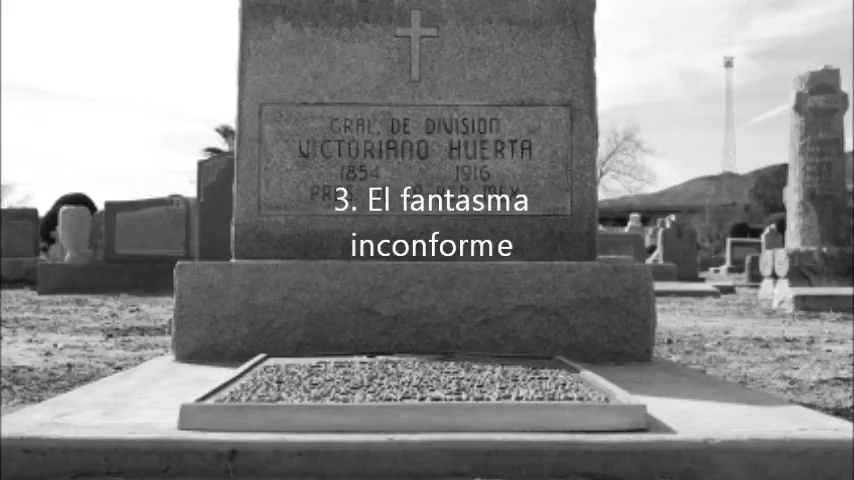 GRAL. DE DIVISION
VICTORIANO HUERTA
1854 1916
3. El fantasma
inconforme